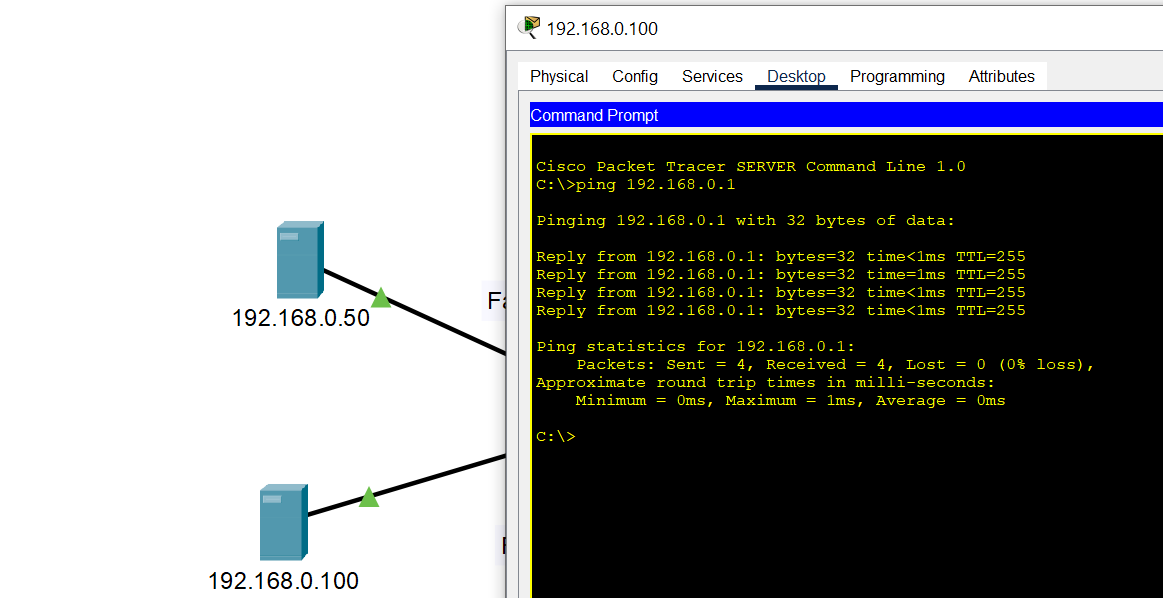 192.168.0.100
Physical Config Services Desktop Programming Attributes
Command Prompt
Cisco Packet Tracer SERVER Command Line 1.0
C:\>ping 192.168.0.1
Pinging 192.168.0.1 with 32 bytes of data:
Reply from 192.168.0.1: bytes=32 time<1ms TTL=255
Reply from 192.168.0.1: bytes=32 time=1ms TTL=255
Reply from 192.168.0.1: bytes=32 time<1ms TTL=255
Reply from 192.168.0.1: bytes=32 time<1ms TTL=255
Ping statistics for 192.168.0.1:
Packets: Sent = 4, Received = 4, Lost = 0 (0% loss),
Approximate round trip times in milli-seconds:
Minimum = 0ms, Maximum = 1ms, Average = 0ms
C:\>
192.168.0.50
192.168.0.100